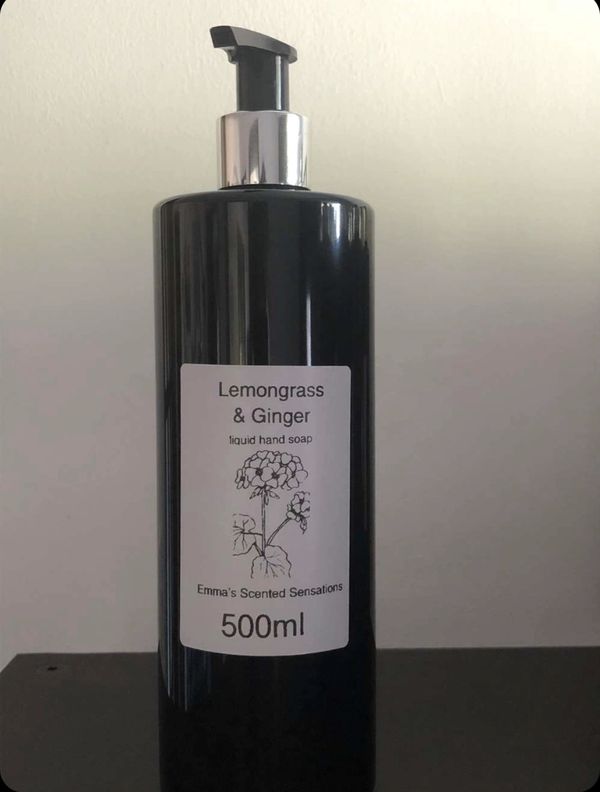 Lemongrass
& Ginger
liquid hand soap
Emma's Scented Sensations
500ml